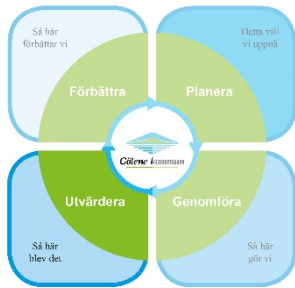 Så här
förbättrar vi
Detta vill
vi uppnå
Förbättra
Planera
Götene kommun
Utvärdera
Genomföra
Så här
blev det
Så här
gör vi